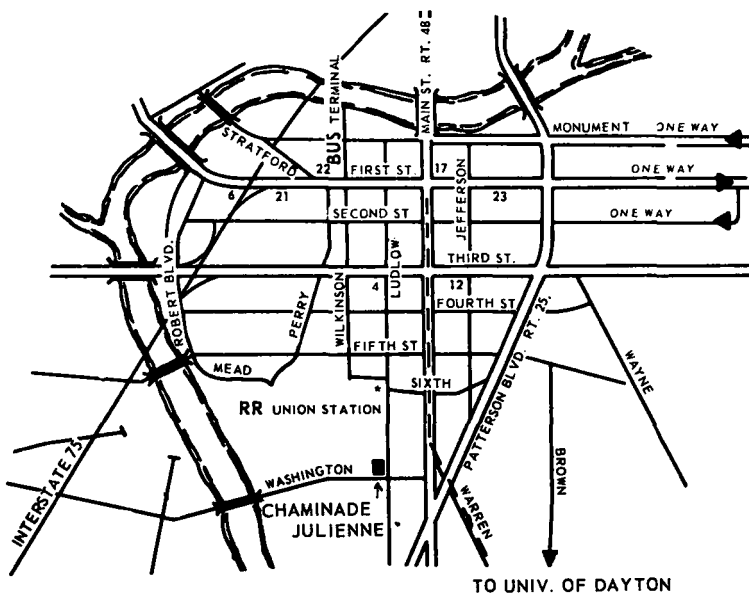 MAIN ST. RT. 48
BUS TERMINAL
STRATFORD
MONUMENT ONE WAY
22 FIRST ST. 17 ONE WAY
6 21 23
SECOND ST ONE WAY
JEFFERSON
ROBERT BLVD.
THIRD ST.
WILKINSON
LUDLOW
4 12
PERRY
FOURTH ST
PATTERSON BLVD. RT. 25.
WAYNE
FIFTH ST
MEAD
SIXTH
*
RR UNION STATION
INTERSTATE 75
WASHINGTON
BROWN
WARREN
CHAMINADE
JULIENNE
TO UNIV. OF DAYTON